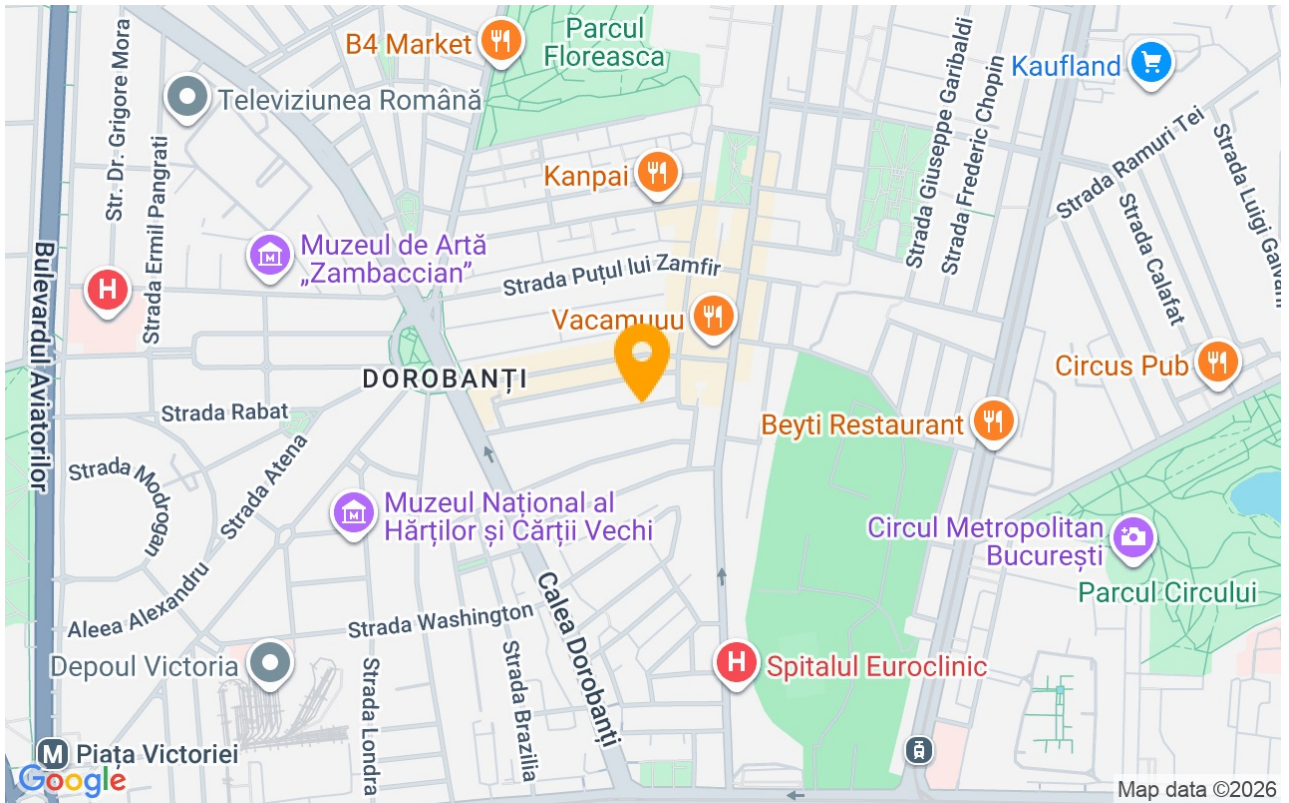 B4 Market
Parcul
Floreasca
Kaufland
Televiziunea Română
Str. Dr. Grigore Mora
Strada Ermil Pangrati
Strada Giuseppe Garibaldi
Strada Frederic Chopin
Strada Ramuri Tei
Strada Luigi Galvani
Strada Calafat
Kanpai
Muzeul de Artă
„Zambaccian”
Strada Puțul lui Zamfir
H
Bulevardul Aviatorilor
Vacamuuu
DOROBANȚI
Circus Pub
Strada Rabat
Beyti Restaurant
Strada Modrogan
Strada Atena
Muzeul Național al
Hărților și Cărții Vechi
Circul Metropolitan
București
Parcul Circului
Aleea Alexandru
Strada Washington
Calea Dorobanți
Depoul Victoria
Strada Londra
Strada Brazilia
H
Spitalul Euroclinic
M
Piața Victoriei
Google
Map data ©2026